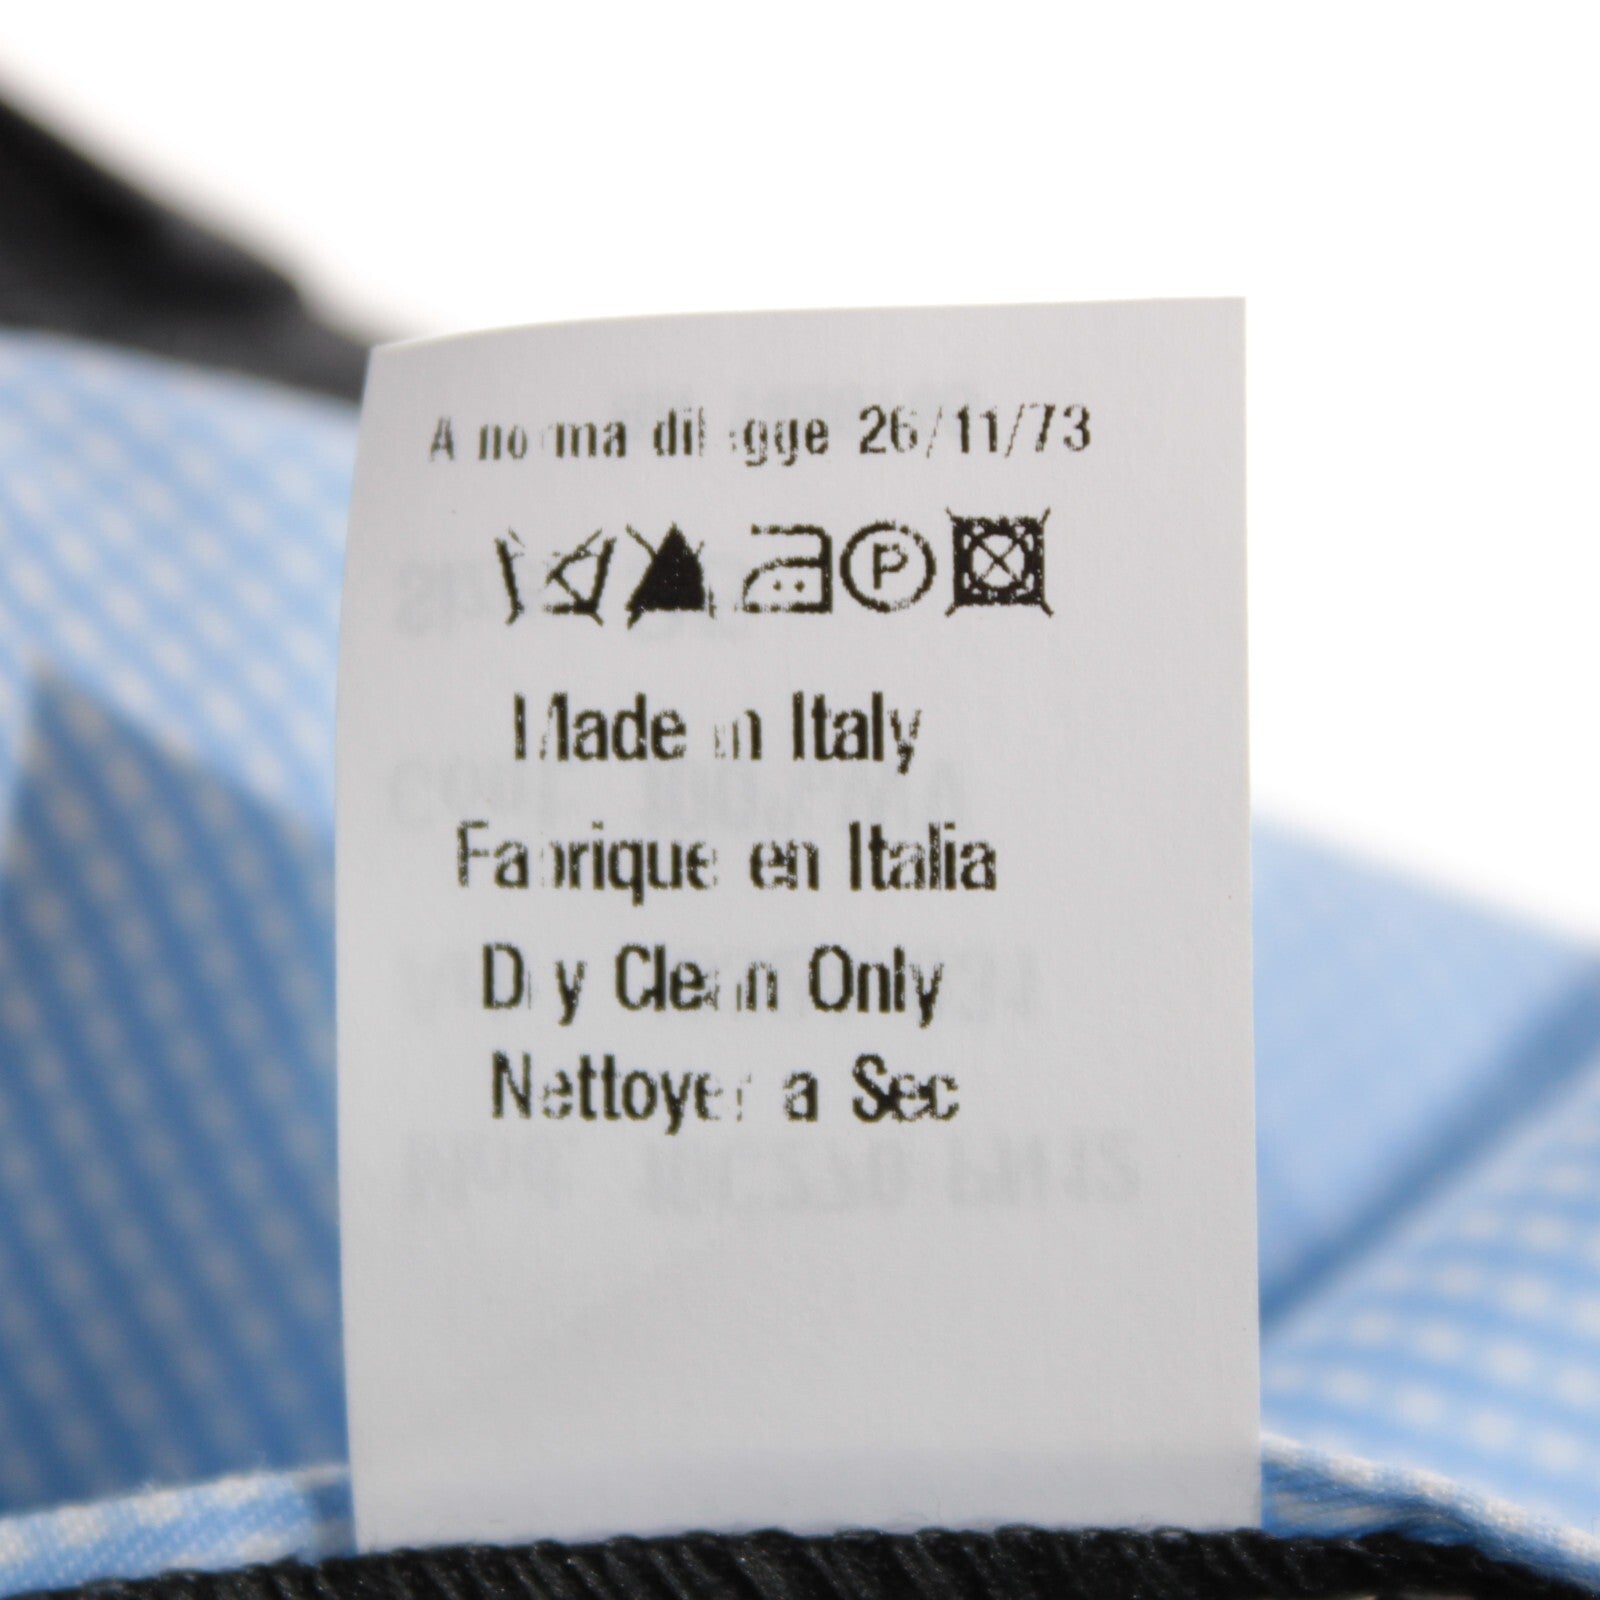 A norma di legge 26/11/73
P
Made in Italy
Fabrique en Italia
Dry Clean Only
Nettoyer a Sec